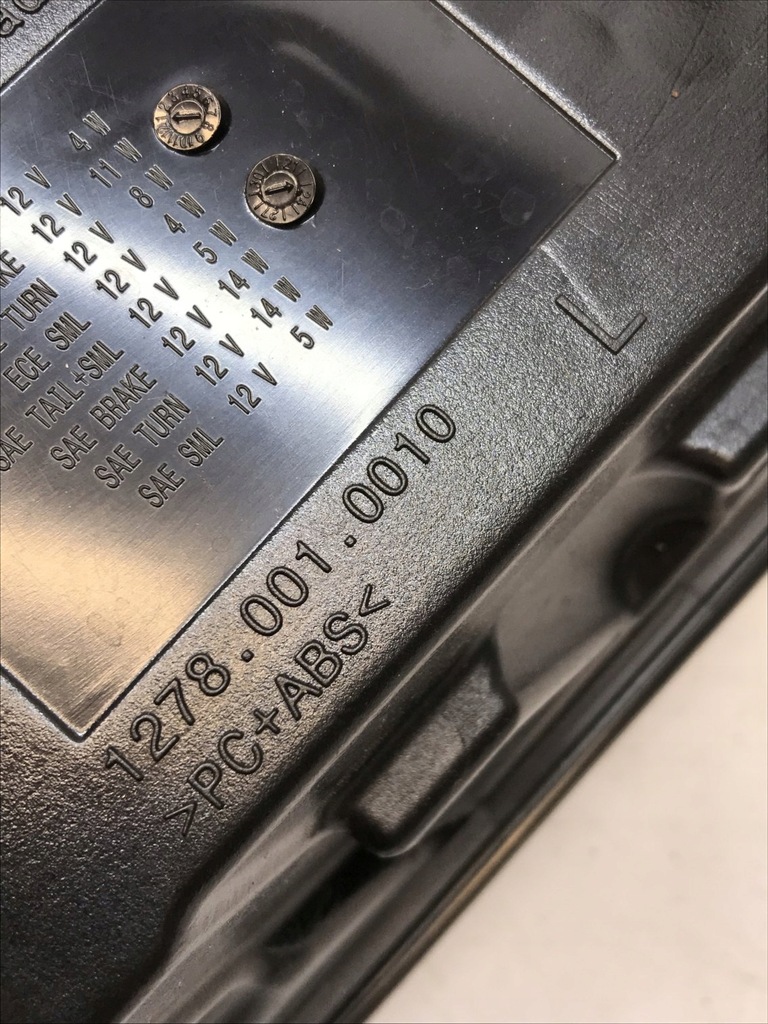 12 V 4 W
KE 12 V 11 W
TURN 12 V 8 W
ECE SML 12 V 4 W
SAE TAIL+SML 12 V 5 W
SAE BRAKE 12 V 14 W
SAE TURN 12 V 14 W
SAE SML 12 V 5 W
L
1278.001.0010
>PC+ABS<